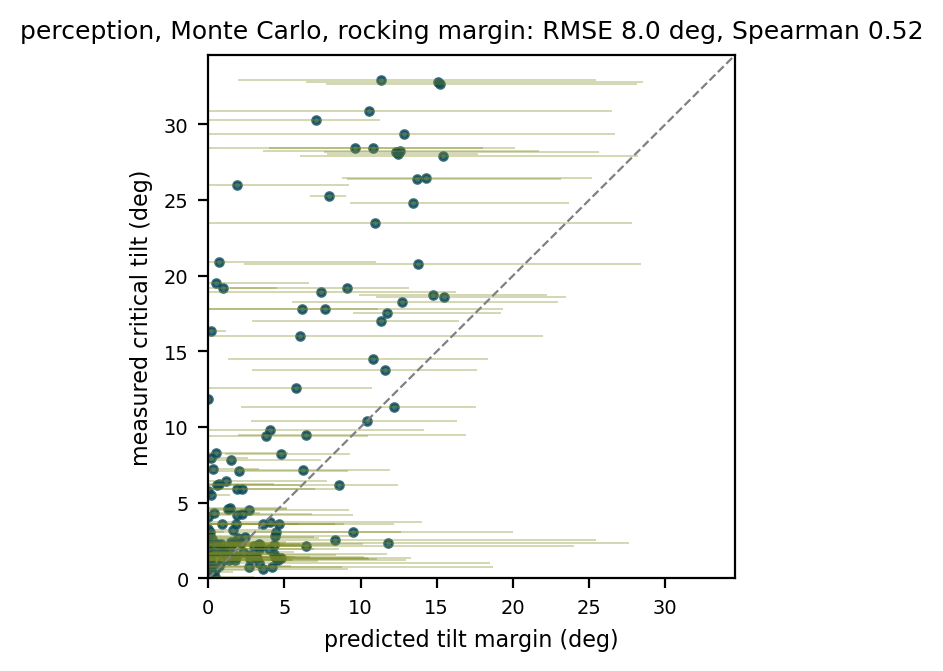 perception, Monte Carlo, rocking margin: RMSE 8.0 deg, Spearman 0.52
measured critical tilt (deg)
30
25
20
15
10
5
0
0 5 10 15 20 25 30
predicted tilt margin (deg)